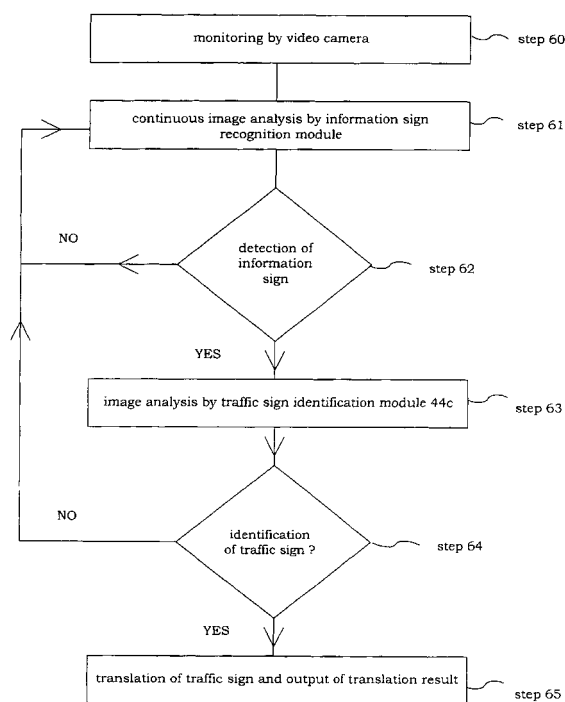 monitoring by video camera
step 60
continuous image analysis by information sign
recognition module
step 61
NO
detection of
information
sign
step 62
YES
image analysis by traffic sign identification module 44c
step 63
NO
identification
of traffic sign ?
step 64
YES
translation of traffic sign and output of translation result
step 65